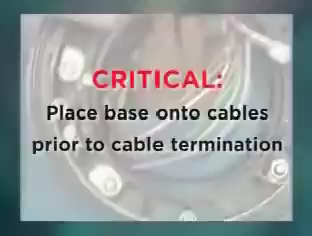 CRITICAL:
Place base onto cables
prior to cable termination